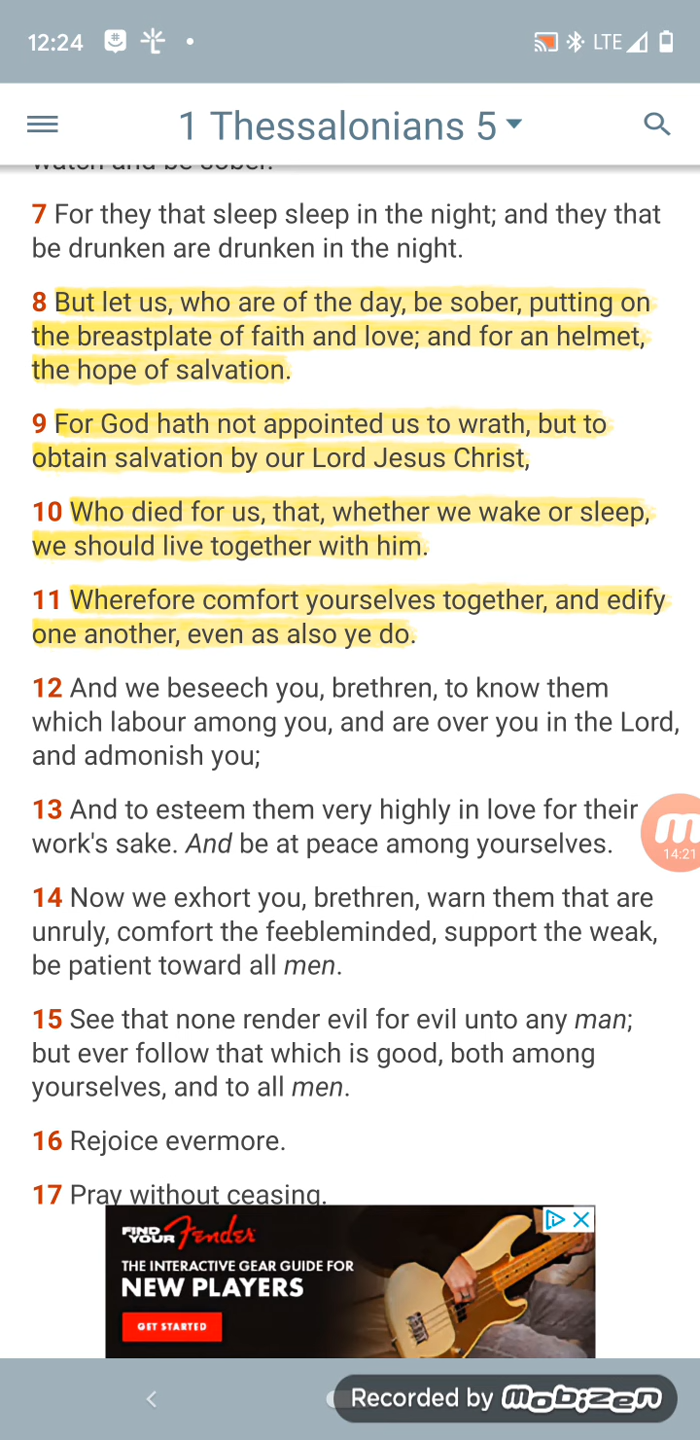 12:24
LTE
1 Thessalonians 5
watch and be sober.
7 For they that sleep sleep in the night; and they that
be drunken are drunken in the night.
8 But let us, who are of the day, be sober, putting on
the breastplate of faith and love; and for an helmet,
the hope of salvation.
9 For God hath not appointed us to wrath, but to
obtain salvation by our Lord Jesus Christ,
10 Who died for us, that, whether we wake or sleep,
we should live together with him.
11 Wherefore comfort yourselves together, and edify
one another, even as also ye do.
12 And we beseech you, brethren, to know them
which labour among you, and are over you in the Lord,
and admonish you;
13 And to esteem them very highly in love for their
work's sake. And be at peace among yourselves.
14:21
14 Now we exhort you, brethren, warn them that are
unruly, comfort the feebleminded, support the weak,
be patient toward all men.
15 See that none render evil for evil unto any man;
but ever follow that which is good, both among
yourselves, and to all men.
16 Rejoice evermore.
17 Pray without ceasing.
FIND YOUR Fender
THE INTERACTIVE GEAR GUIDE FOR
NEW PLAYERS
GET STARTED
Recorded by mobizen